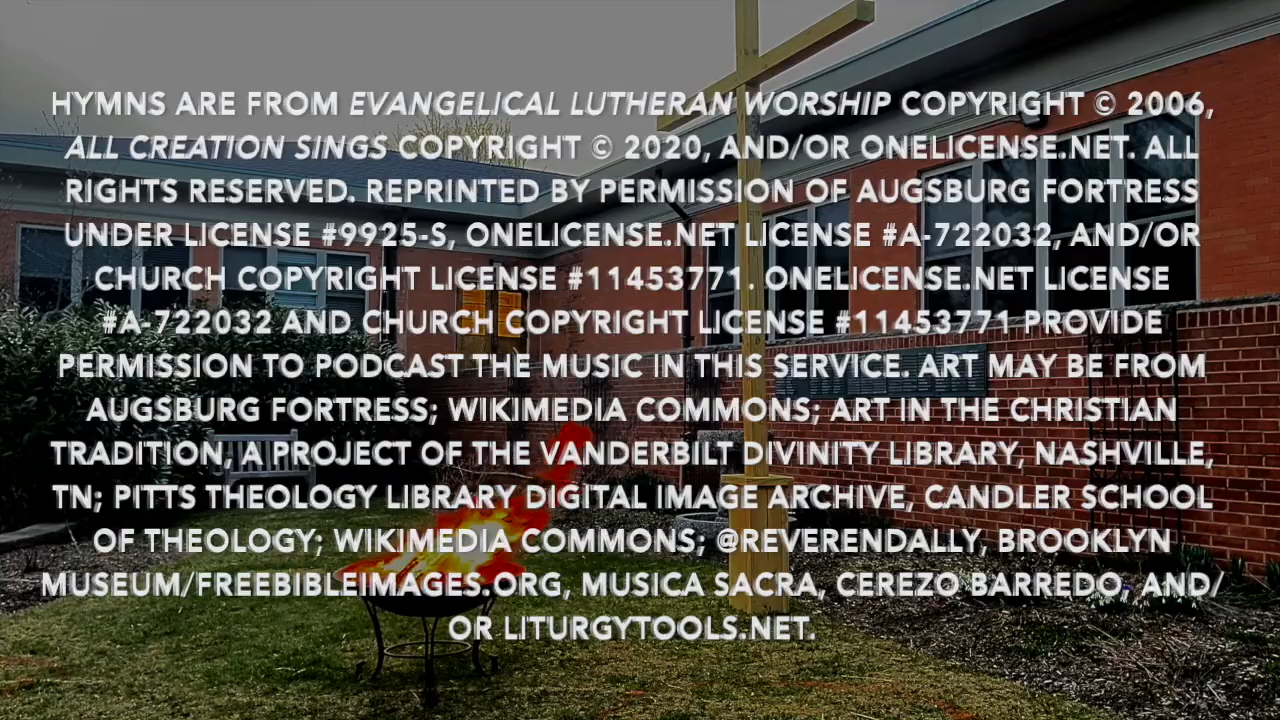 HYMNS ARE FROM EVANGELICAL LUTHERAN WORSHIP COPYRIGHT © 2006,
ALL CREATION SINGS COPYRIGHT © 2020, AND/OR ONELICENSE.NET. ALL
RIGHTS RESERVED. REPRINTED BY PERMISSION OF AUGSBURG FORTRESS
UNDER LICENSE #9925-S, ONELICENSE.NET LICENSE #A-722032, AND/OR
CHURCH COPYRIGHT LICENSE #11453771. ONELICENSE.NET LICENSE
#A-722032 AND CHURCH COPYRIGHT LICENSE #11453771 PROVIDE
PERMISSION TO PODCAST THE MUSIC IN THIS SERVICE. ART MAY BE FROM
AUGSBURG FORTRESS; WIKIMEDIA COMMONS; ART IN THE CHRISTIAN
TRADITION, A PROJECT OF THE VANDERBILT DIVINITY LIBRARY, NASHVILLE,
TN; PITTS THEOLOGY LIBRARY DIGITAL IMAGE ARCHIVE, CANDLER SCHOOL
OF THEOLOGY; WIKIMEDIA COMMONS; @REVERENDALLY, BROOKLYN
MUSEUM/FREEBIBLEIMAGES.ORG, MUSICA SACRA, CEREZO BARREDO, AND/
OR LITURGYTOOLS.NET.